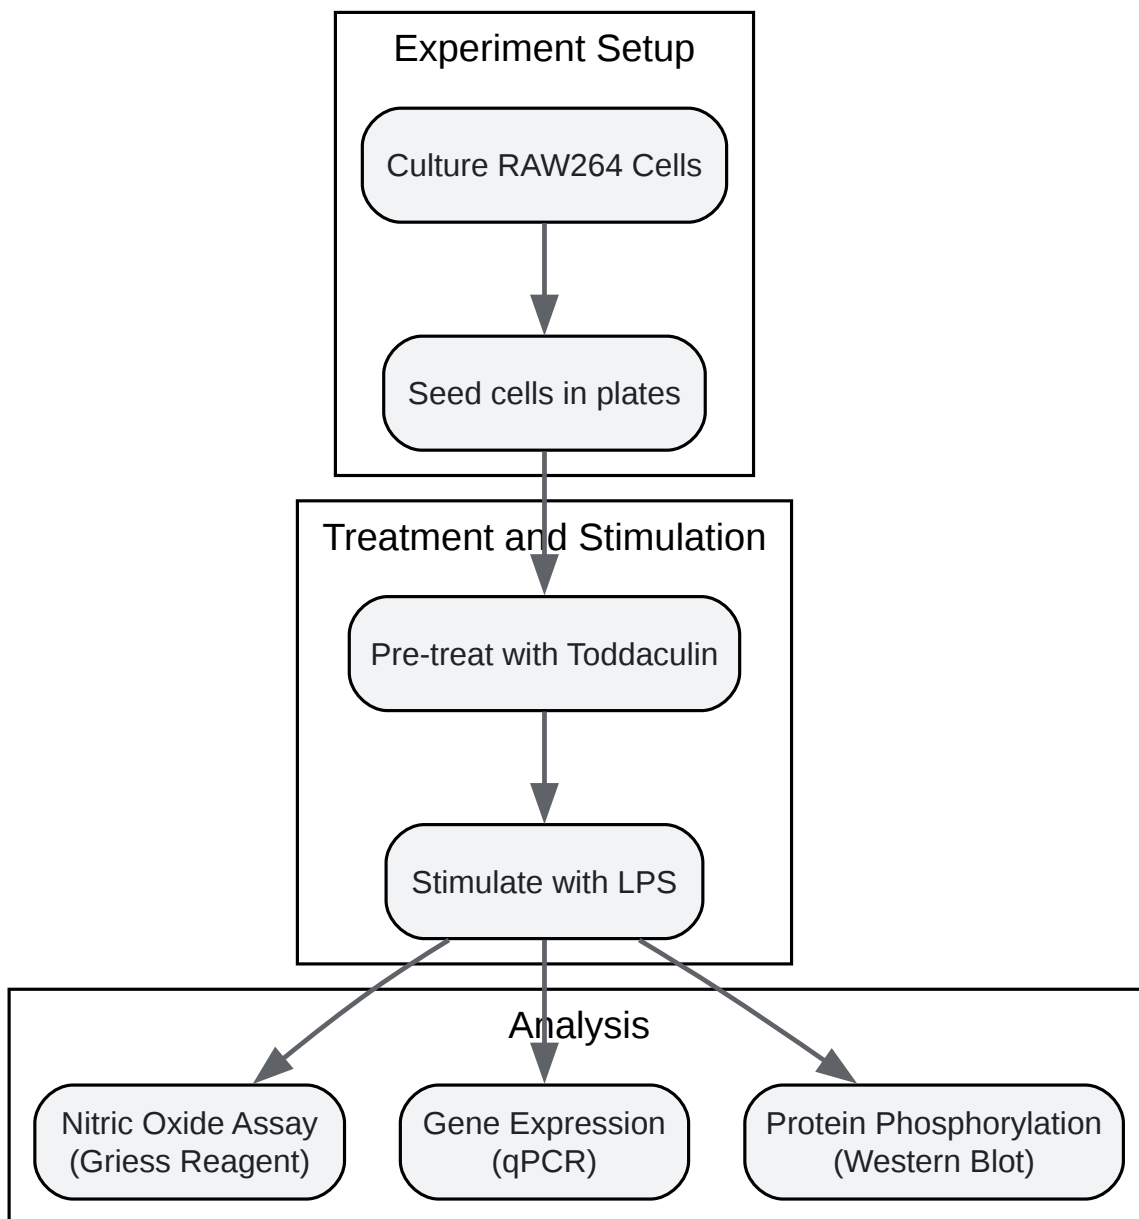 Experiment Setup
Culture RAW264 Cells
Seed cells in plates
Treatment and Stimulation
Pre-treat with Toddaculin
Stimulate with LPS
Analysis
Nitric Oxide Assay
(Griess Reagent)
Gene Expression
(qPCR)
Protein Phosphorylation
(Western Blot)